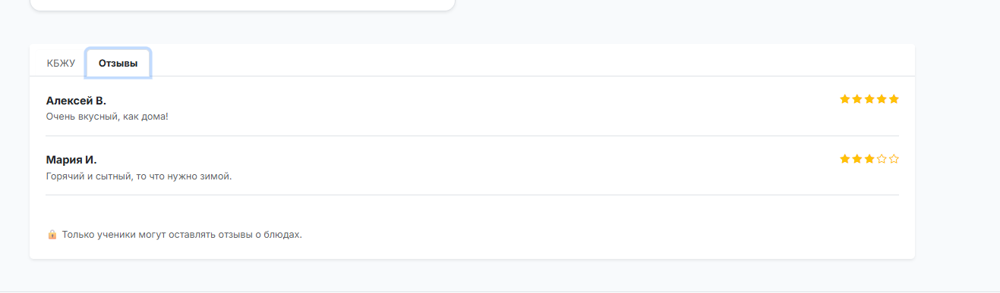 КБЖУ
Отзывы
Алексей В.
Очень вкусный, как дома!
Мария И.
Горячий и сытный, то что нужно зимой.
🔒 Только ученики могут оставлять отзывы о блюдах.